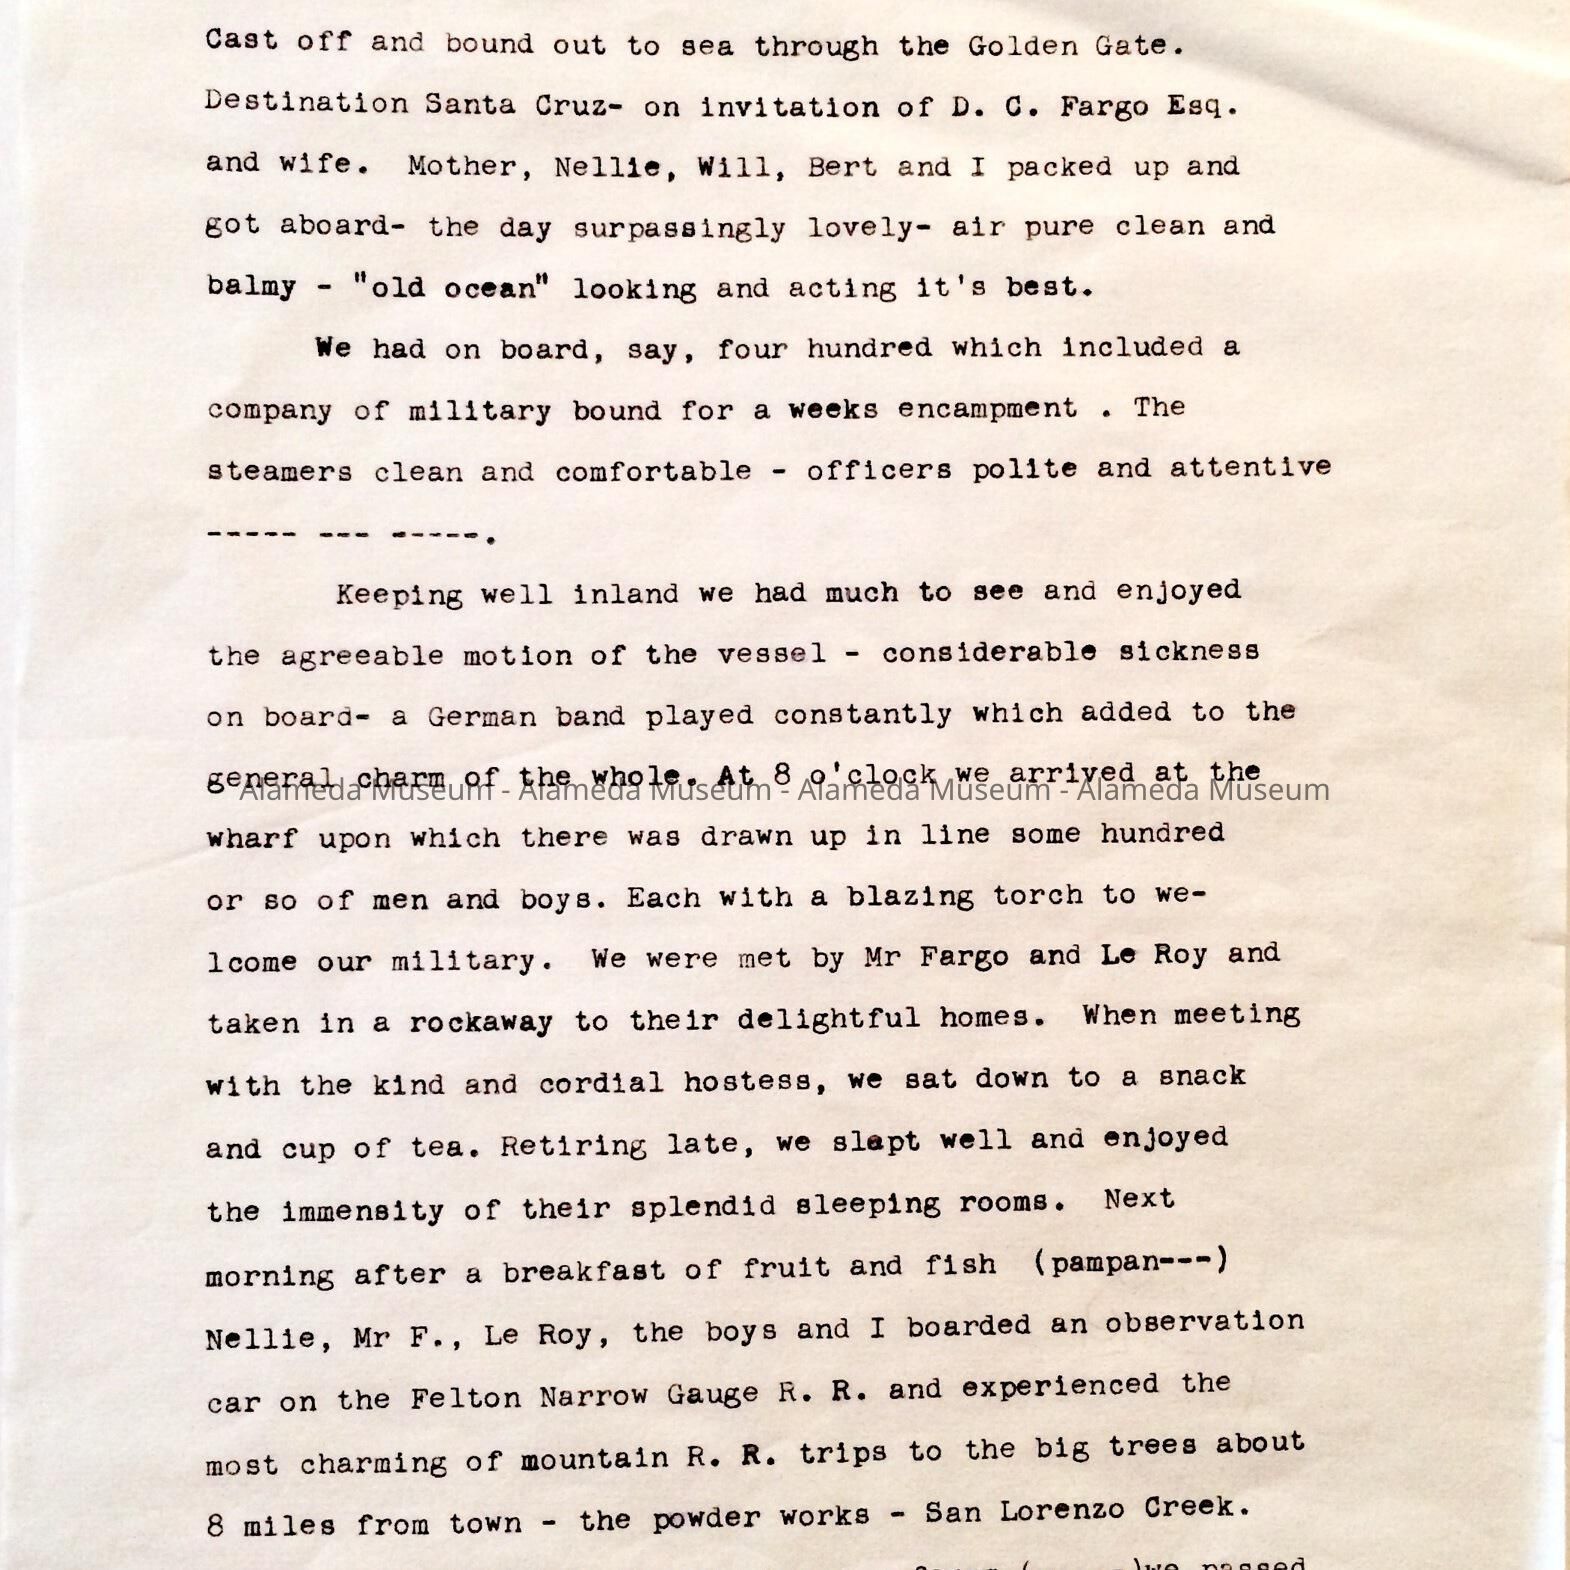 Cast off and bound out to sea through the Golden Gate.
Destination Santa Cruz- on invitation of D. C. Fargo Esq.
and wife.  Mother, Nellie, Will, Bert and I packed up and
got aboard- the day surpassingly lovely- air pure clean and
balmy - "old ocean" looking and acting it's best.
We had on board, say, four hundred which included a
company of military bound for a weeks encampment . The
steamers clean and comfortable - officers polite and attentive
----- --- -----.
Keeping well inland we had much to see and enjoyed
the agreeable motion of the vessel - considerable sickness
on board- a German band played constantly which added to the
general charm of the whole. At 8 o'clock we arrived at the
Alameda Museum - Alameda Museum - Alameda Museum - Alameda Museum
wharf upon which there was drawn up in line some hundred
or so of men and boys. Each with a blazing torch to we-
lcome our military.  We were met by Mr Fargo and Le Roy and
taken in a rockaway to their delightful homes.  When meeting
with the kind and cordial hostess, we sat down to a snack
and cup of tea. Retiring late, we slept well and enjoyed
the immensity of their splendid sleeping rooms.  Next
morning after a breakfast of fruit and fish  (pampan---)
Nellie, Mr F., Le Roy, the boys and I boarded an observation
car on the Felton Narrow Gauge R. R. and experienced the
most charming of mountain R. R. trips to the big trees about
8 miles from town - the powder works - San Lorenzo Creek.
we passed